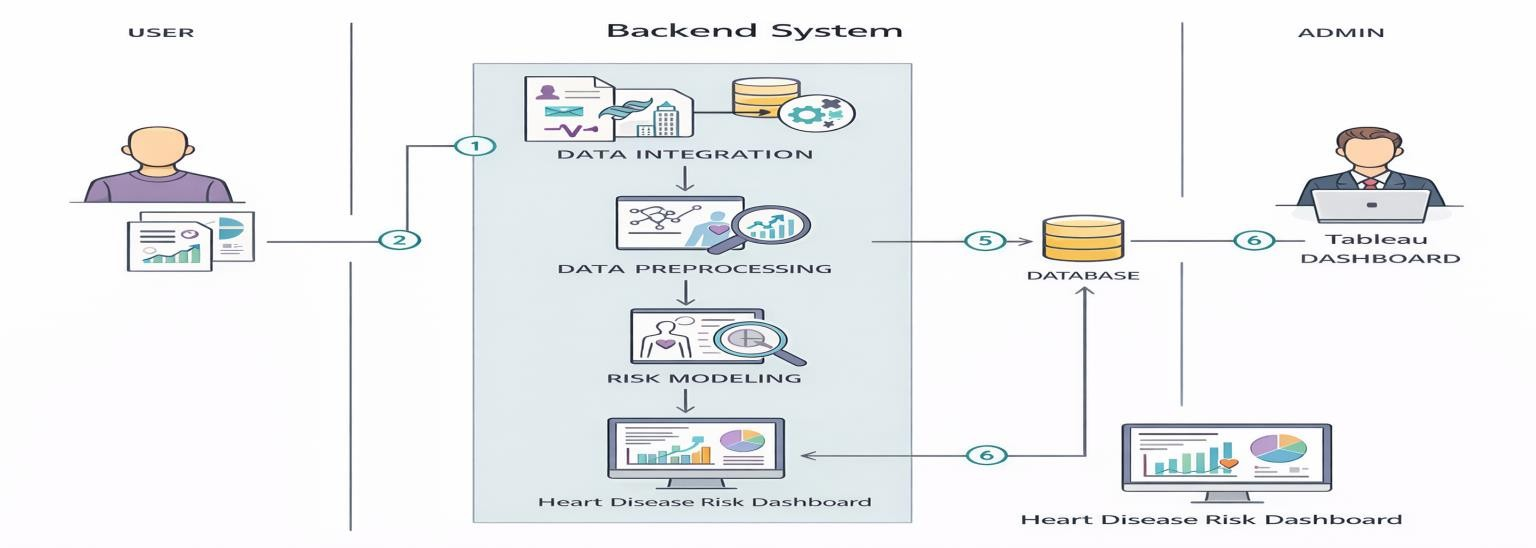 USER
Backend System
ADMIN
1
DATA INTEGRATION
2
5
6
Tableau
DASHBOARD
DATA PREPROCESSING
DATABASE
RISK MODELING
6
Heart Disease Risk Dashboard
Heart Disease Risk Dashboard